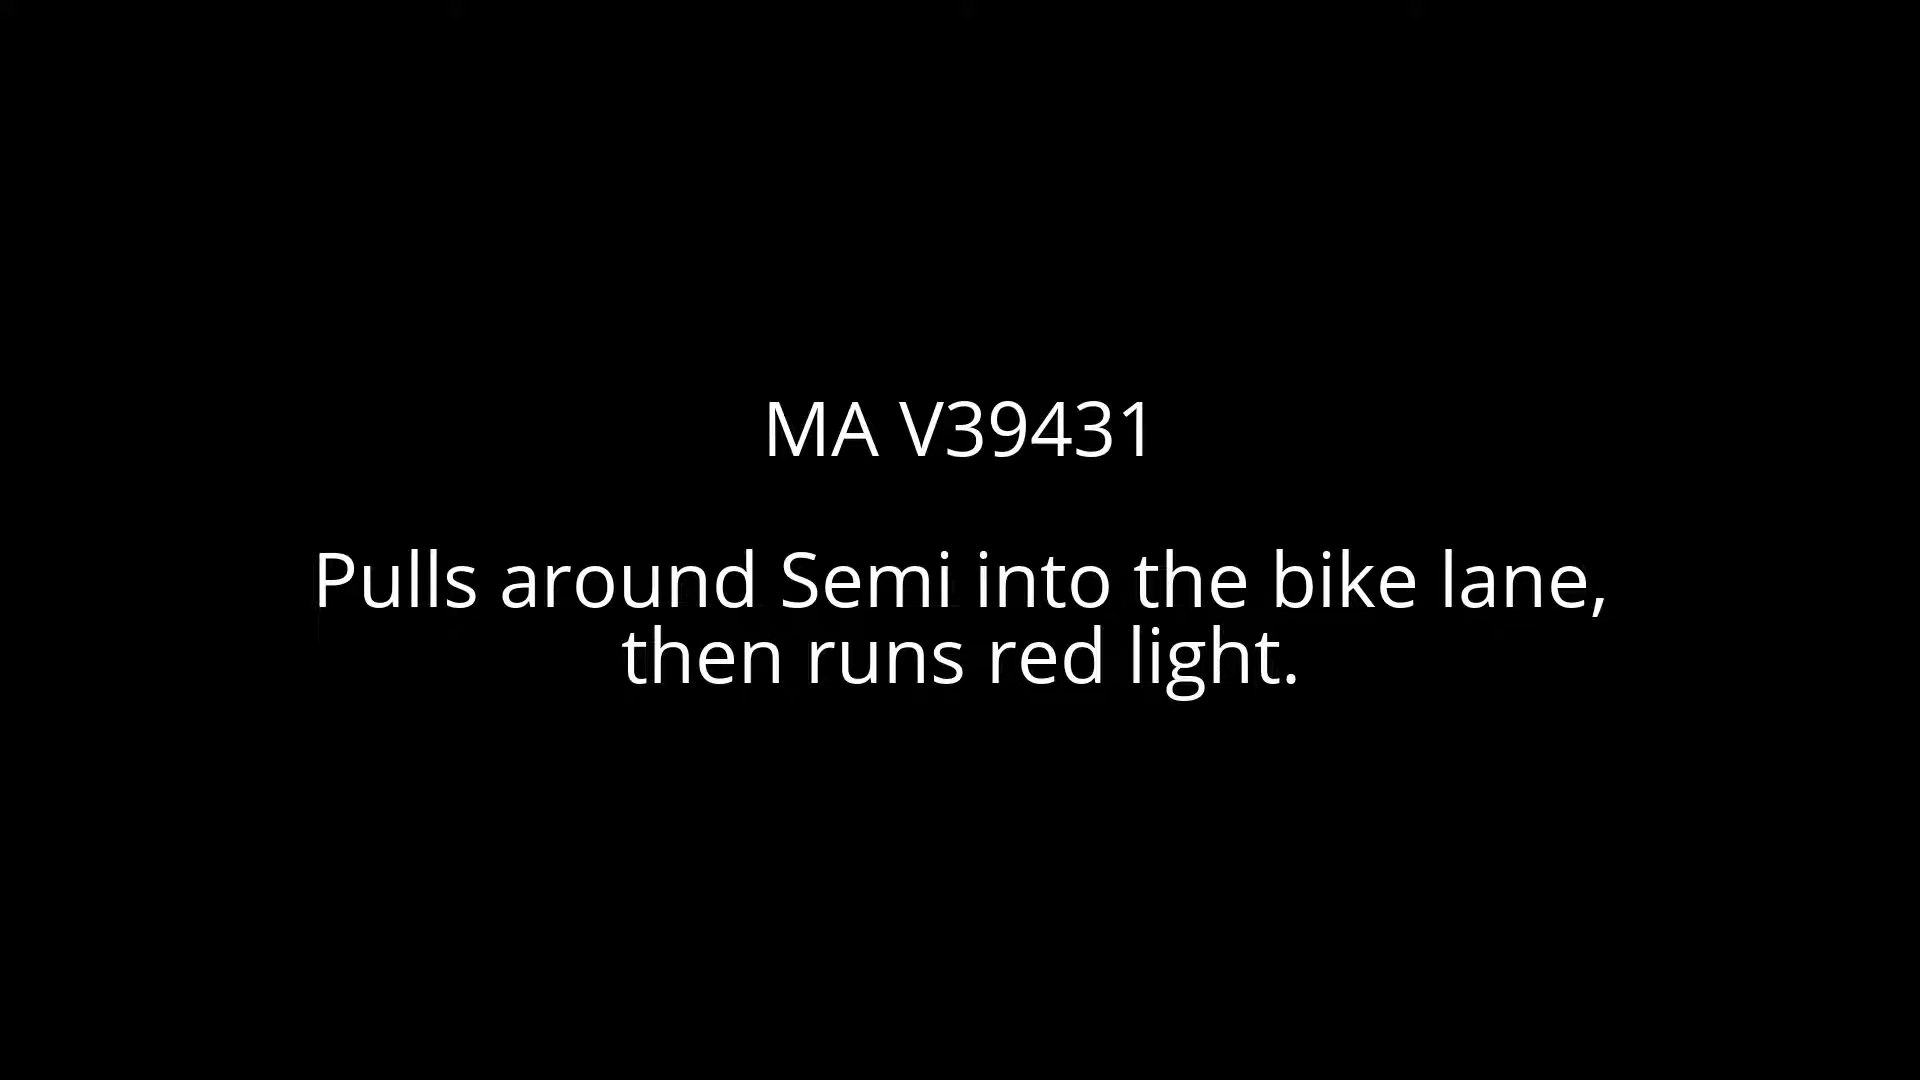 MA V39431
Pulls around Semi into the bike lane,
then runs red light.